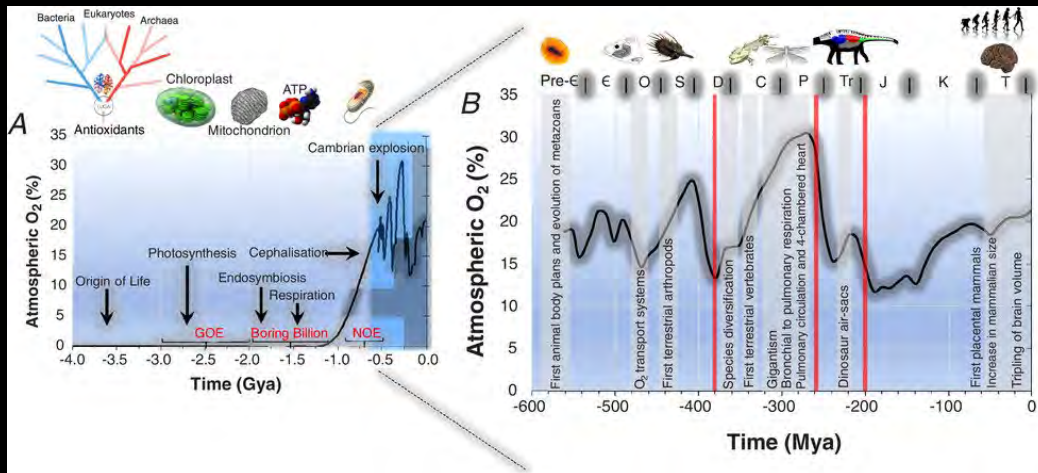 Bacteria
Eukaryotes
Archaea
Antioxidants
Chloroplast
Mitochondrion
ATP
A
Cambrian explosion
Cephalisation
Photosynthesis
Endosymbiosis
Origin of Life
Respiration
GOE
Boring Billion
NOE
Atmospheric O₂ (%)
35
30
25
20
15
10
5
0
-4.0
-3.5
-3.0
-2.5
-2.0
-1.5
-1.0
-0.5
0.0
Time (Gya)
B
Pre-Є
Є
O
S
D
C
P
Tr
J
K
T
Atmospheric O₂ (%)
35
30
25
20
15
10
5
0
First animal body plans and evolution of metazoans
O₂ transport systems
First terrestrial arthropods
Species diversification
First terrestrial vertebrates
Gigantism
Bronchial to pulmonary respiration
Pulmonary circulation and 4-chambered heart
Dinosaur air-sacs
First placental mammals
Increase in mammalian size
Tripling of brain volume
-600
-500
-400
-300
-200
-100
0
Time (Mya)